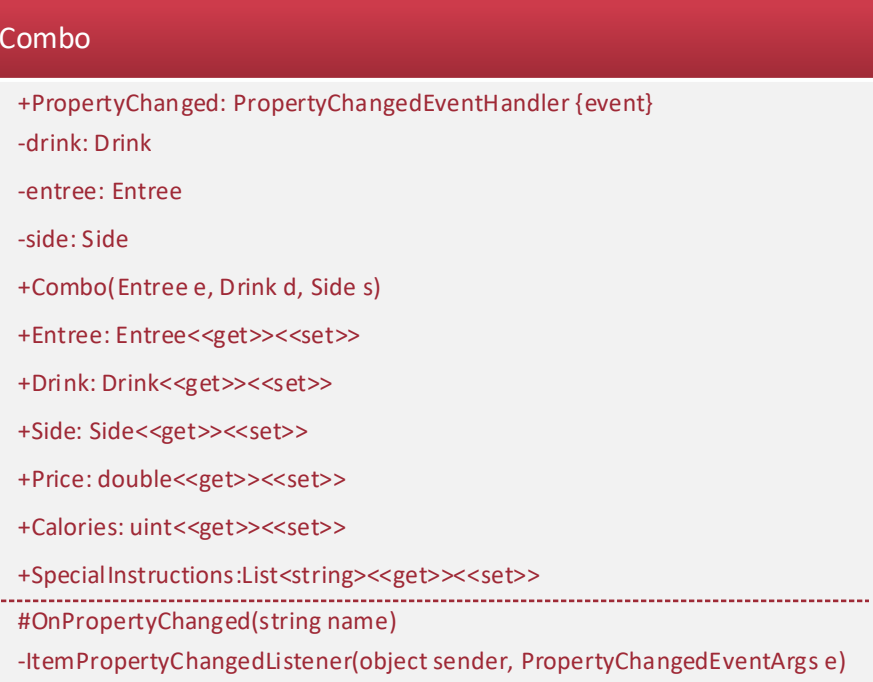 Combo
+PropertyChanged: PropertyChangedEventHandler {event}
-drink: Drink
-entree: Entree
-side: Side
+Combo(Entree e, Drink d, Side s)
+Entree: Entree<<get>><<set>>
+Drink: Drink<<get>><<set>>
+Side: Side<<get>><<set>>
+Price: double<<get>><<set>>
+Calories: uint<<get>><<set>>
+SpecialInstructions:List<string><<get>><<set>>
#OnPropertyChanged(string name)
-ItemPropertyChangedListener(object sender, PropertyChangedEventArgs e)